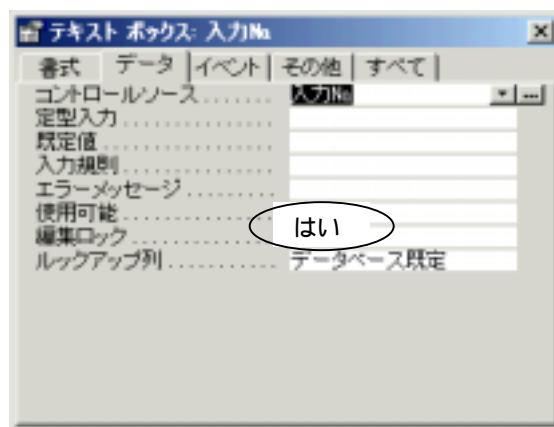 テキスト ボックス: 入力No
書式 データ イベント その他 すべて
コントロールソース........ 入力No
定型入力
既定値
入力規則
エラーメッセージ
使用可能
はい
編集ロック
ルックアップ列 データベース既定